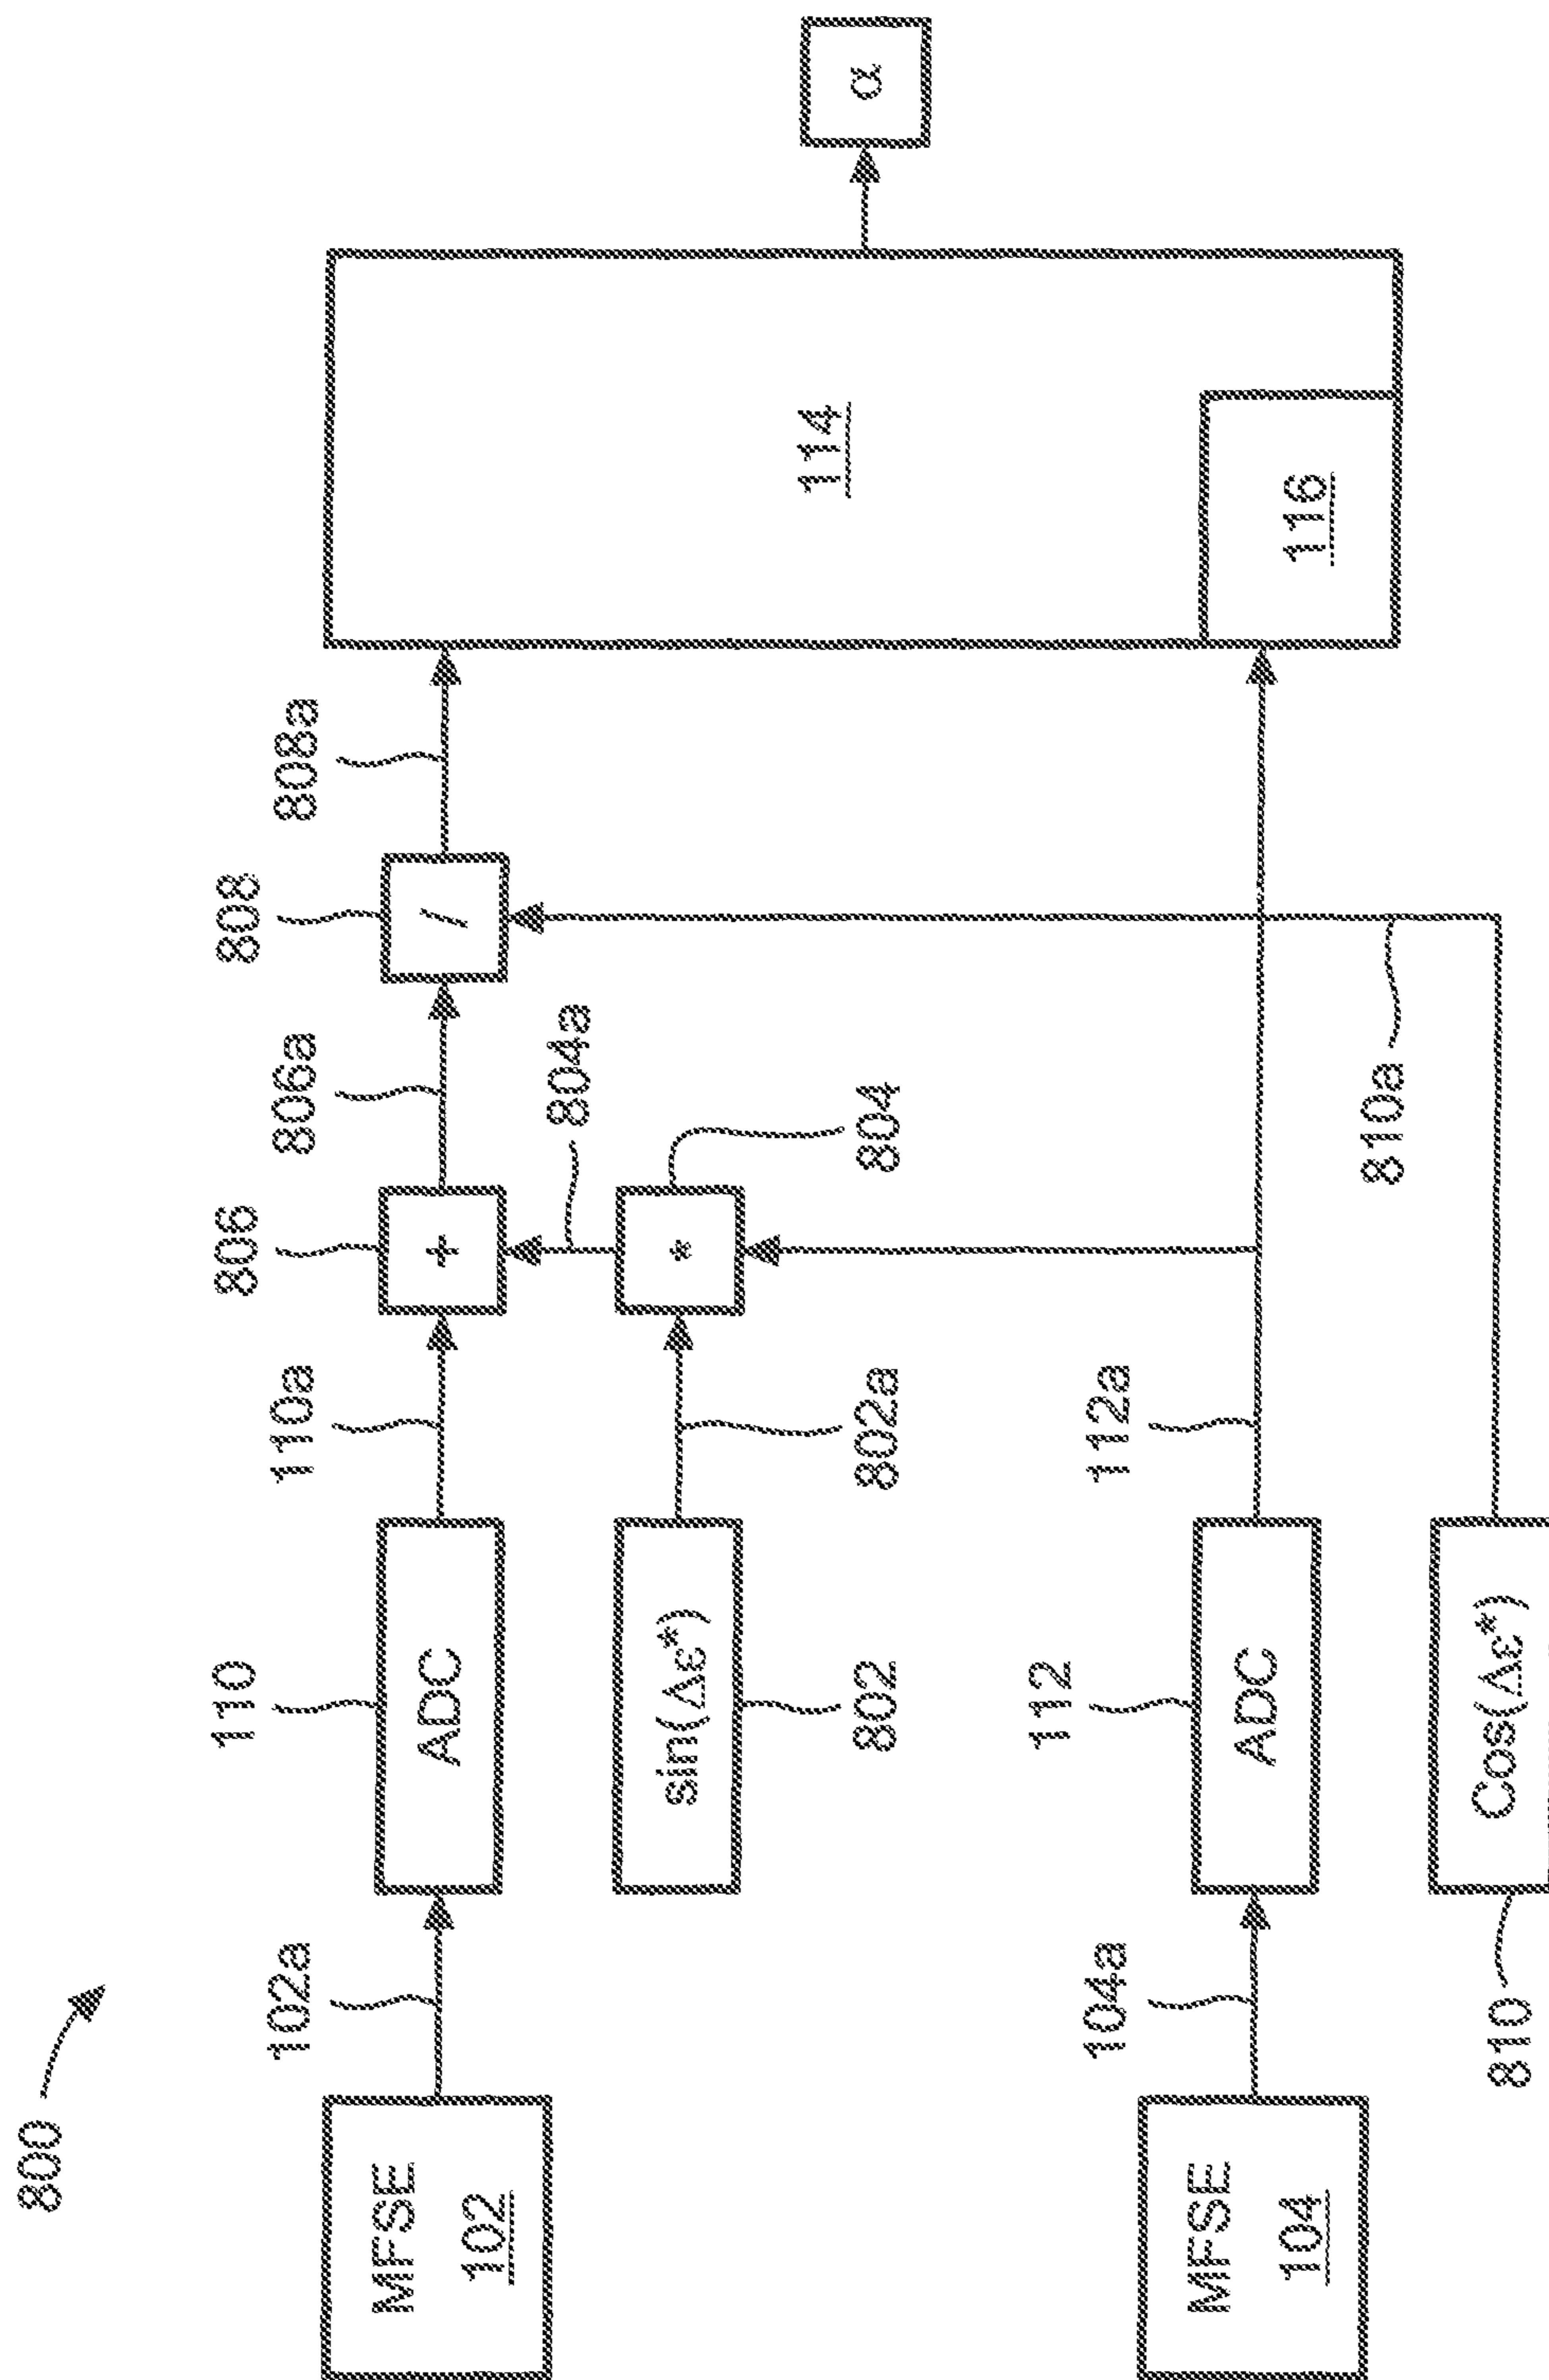 800
MFSE
102
102a
110
ADC
110a
806
+
806a
808
/
808a
114
α
sin(Δε*)
802
802a
*
804
804a
MFSE
104
104a
112
ADC
112a
116
810
Cos(Δε*)
810a